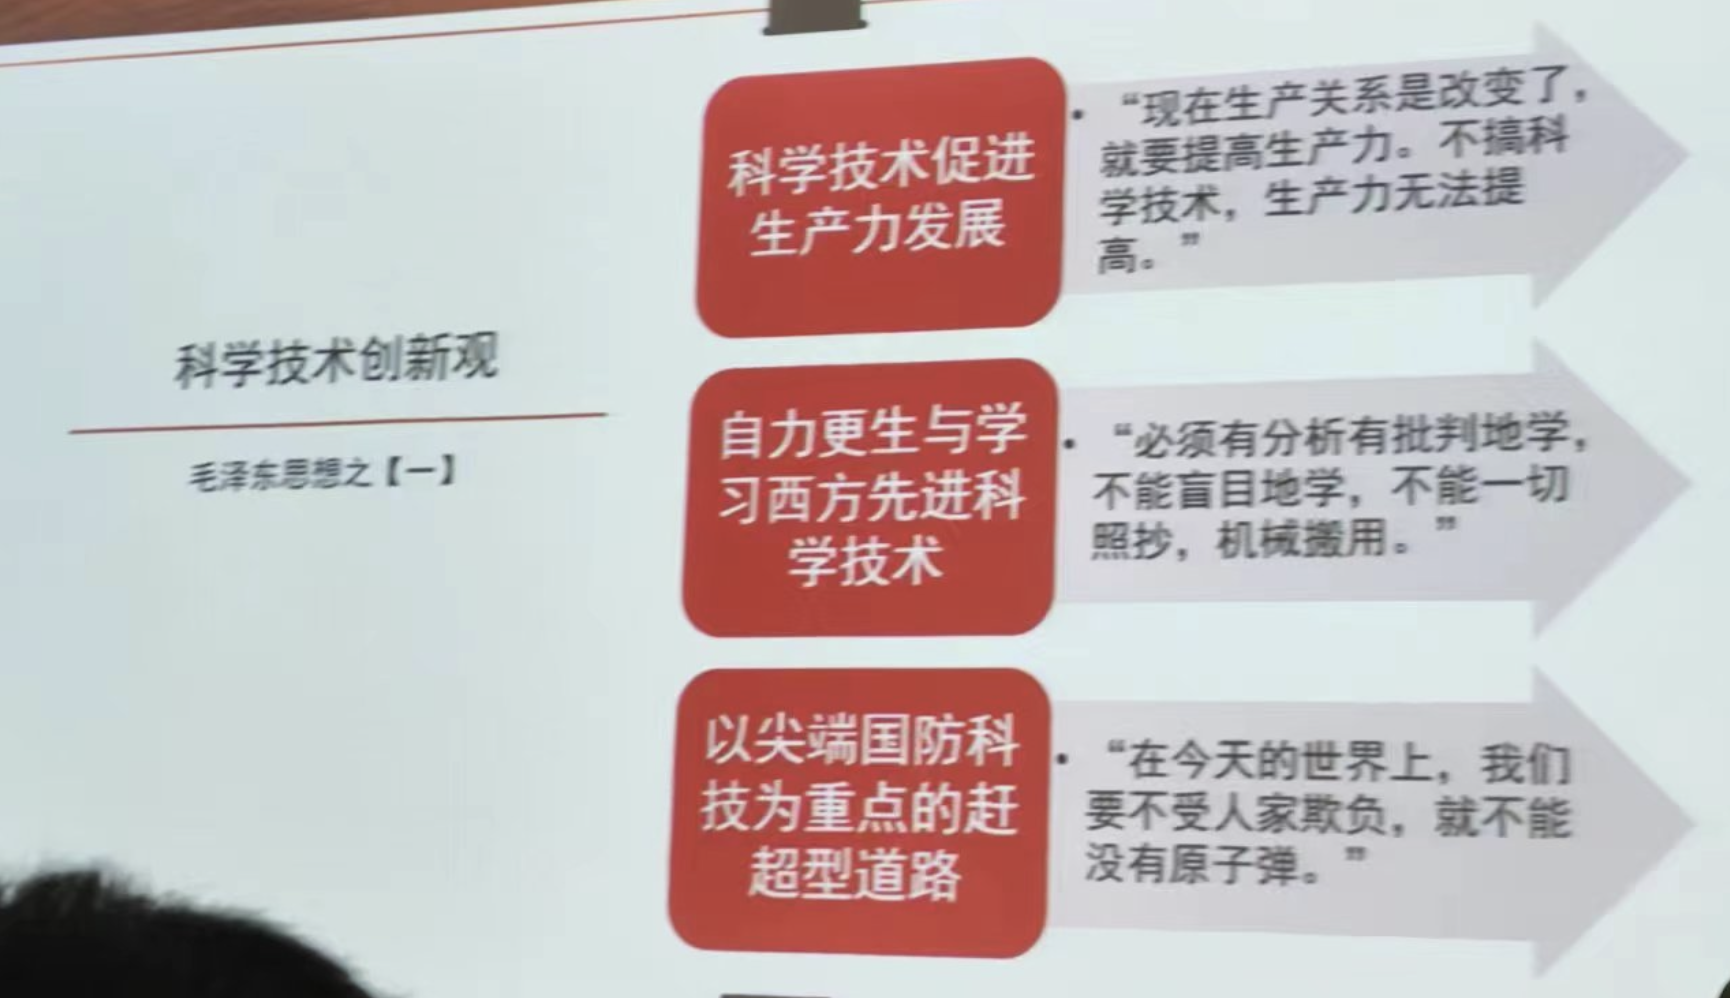 科学技术创新观
毛泽东思想之【一】
科学技术促进
生产力发展
• “现在生产关系是改变了，
就要提高生产力。不搞科
学技术，生产力无法提
高。”
自力更生与学
习西方先进科
学技术
• “必须有分析有批判地学，
不能盲目地学，不能一切
照抄，机械搬用。”
以尖端国防科
技为重点的赶
超型道路
• “在今天的世界上，我们
要不受人家欺负，就不能
没有原子弹。”